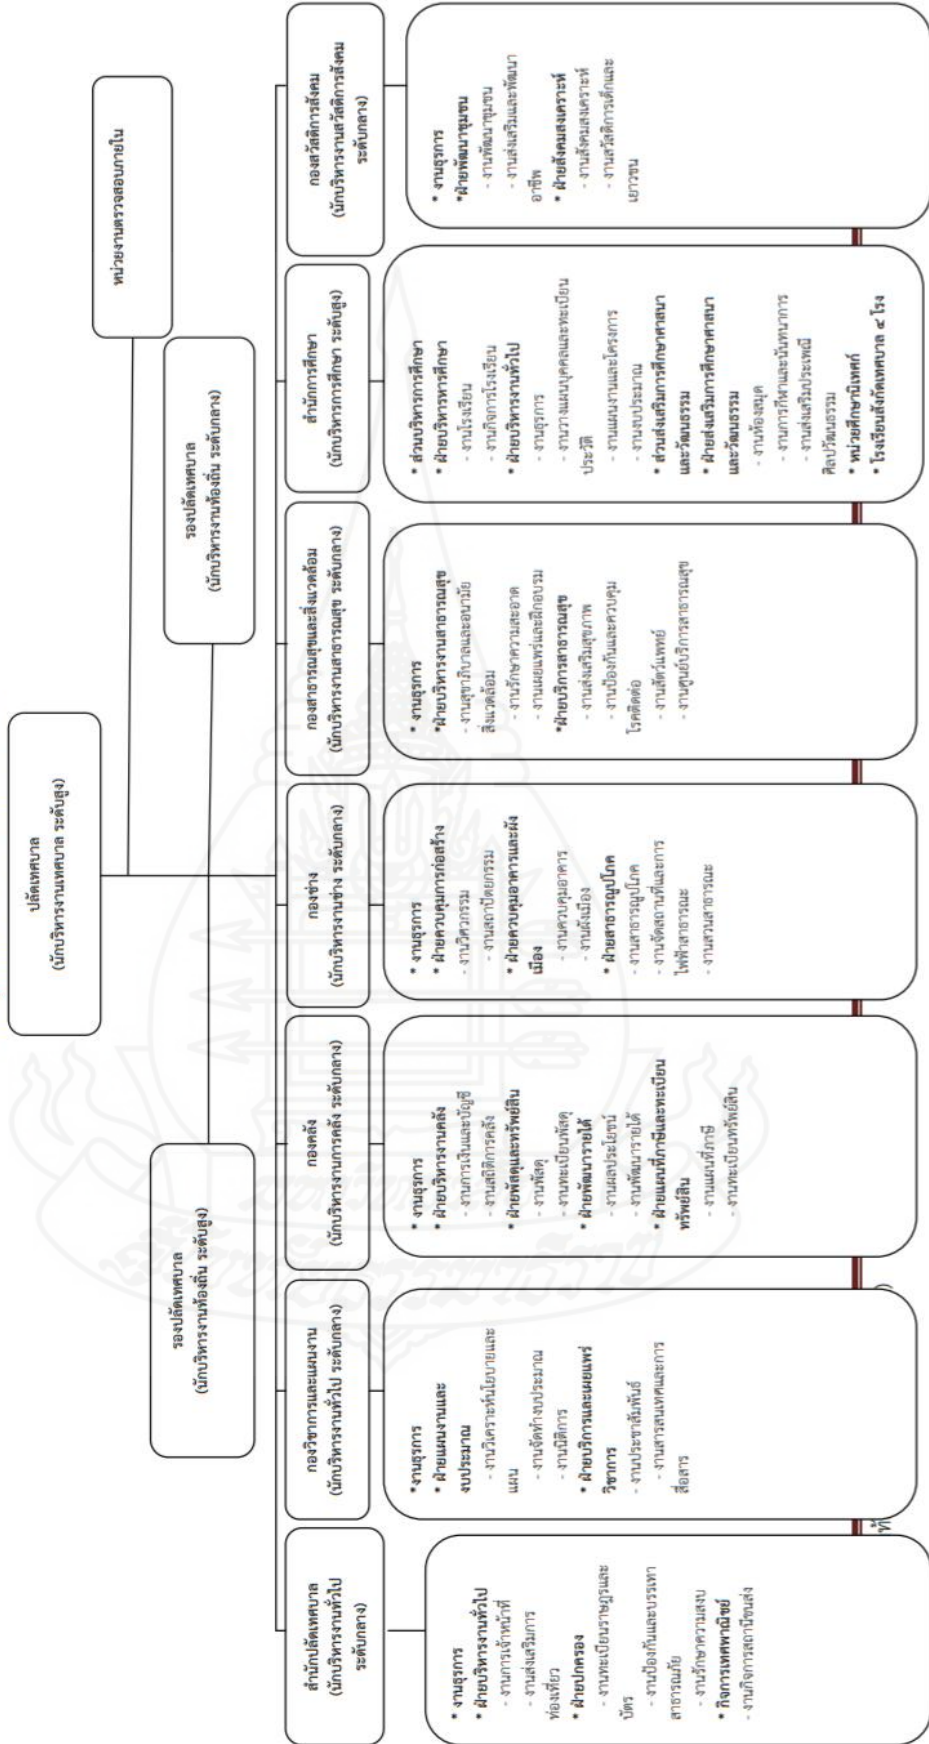 ปลัดเทศบาล
(นักบริหารงานเทศบาล ระดับสูง)
หน่วยงานตรวจสอบภายใน
รองปลัดเทศบาล
(นักบริหารงานท้องถิ่น ระดับสูง)
รองปลัดเทศบาล
(นักบริหารงานท้องถิ่น ระดับกลาง)
สำนักปลัดเทศบาล
(นักบริหารงานทั่วไป
ระดับกลาง)
* งานธุรการ
* ฝ่ายบริหารงานทั่วไป
- งานการเจ้าหน้าที่
- งานส่งเสริมการ
ท่องเที่ยว
* ฝ่ายปกครอง
- งานทะเบียนราษฎรและ
บัตร
- งานป้องกันและบรรเทา
สาธารณภัย
- งานรักษาความสงบ
* กิจการเทศพาณิชย์
- งานกิจการสถานีขนส่ง
กองวิชาการและแผนงาน
(นักบริหารงานทั่วไป ระดับกลาง)
* งานธุรการ
* ฝ่ายแผนงานและ
งบประมาณ
- งานวิเคราะห์นโยบายและ
แผน
- งานจัดทำงบประมาณ
- งานนิติการ
* ฝ่ายบริการและเผยแพร่
วิชาการ
- งานประชาสัมพันธ์
- งานสารสนเทศและการ
สื่อสาร
กองคลัง
(นักบริหารงานการคลัง ระดับกลาง)
* งานธุรการ
* ฝ่ายบริหารงานคลัง
- งานการเงินและบัญชี
- งานสถิติการคลัง
* ฝ่ายพัสดุและทรัพย์สิน
- งานพัสดุ
- งานทะเบียนพัสดุ
* ฝ่ายพัฒนารายได้
- งานผลประโยชน์
- งานพัฒนารายได้
* ฝ่ายแผนที่ภาษีและทะเบียน
ทรัพย์สิน
- งานแผนที่ภาษี
- งานทะเบียนทรัพย์สิน
กองช่าง
(นักบริหารงานช่าง ระดับกลาง)
* งานธุรการ
* ฝ่ายควบคุมการก่อสร้าง
- งานวิศวกรรม
- งานสถาปัตยกรรม
* ฝ่ายควบคุมอาคารและผัง
เมือง
- งานควบคุมอาคาร
- งานผังเมือง
* ฝ่ายสาธารณูปโภค
- งานสาธารณูปโภค
- งานจัดสถานที่และการ
ไฟฟ้าสาธารณะ
- งานสวนสาธารณะ
กองสาธารณสุขและสิ่งแวดล้อม
(นักบริหารงานสาธารณสุข ระดับกลาง)
* งานธุรการ
*ฝ่ายบริหารงานสาธารณสุข
- งานสุขาภิบาลและอนามัย
สิ่งแวดล้อม
- งานรักษาความสะอาด
- งานเผยแพร่และฝึกอบรม
*ฝ่ายบริการสาธารณสุข
- งานส่งเสริมสุขภาพ
- งานป้องกันและควบคุม
โรคติดต่อ
- งานสัตว์แพทย์
- งานศูนย์บริการสาธารณสุข
สำนักการศึกษา
(นักบริหารการศึกษา ระดับสูง)
* ส่วนบริหารการศึกษา
* ฝ่ายบริหารการศึกษา
- งานโรงเรียน
- งานกิจการโรงเรียน
* ฝ่ายบริหารงานทั่วไป
- งานธุรการ
- งานวางแผนบุคคลและทะเบียน
ประวัติ
- งานแผนงานและโครงการ
- งานงบประมาณ
* ส่วนส่งเสริมการศึกษาศาสนา
และวัฒนธรรม
* ฝ่ายส่งเสริมการศึกษาศาสนา
และวัฒนธรรม
- งานห้องสมุด
- งานการกีฬาและนันทนาการ
- งานส่งเสริมประเพณี
ศิลปวัฒนธรรม
* หน่วยศึกษานิเทศก์
* โรงเรียนสังกัดเทศบาล ๔ โรง
กองสวัสดิการสังคม
(นักบริหารงานสวัสดิการสังคม
ระดับกลาง)
* งานธุรการ
*ฝ่ายพัฒนาชุมชน
- งานพัฒนาชุมชน
- งานส่งเสริมและพัฒนา
อาชีพ
* ฝ่ายสังคมสงเคราะห์
- งานสังคมสงเคราะห์
- งานสวัสดิการเด็กและ
เยาวชน